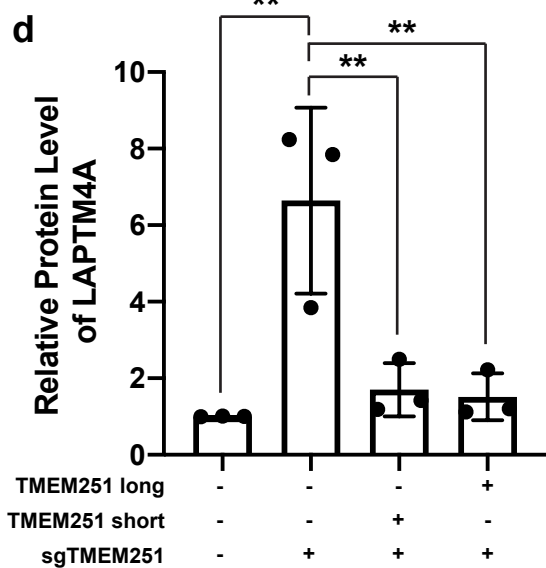 d
**
**
**
10
8
6
4
2
0
Relative Protein Level
of LAPTM4A
TMEM251 long - - - +
TMEM251 short - - + -
sgTMEM251 - + + +